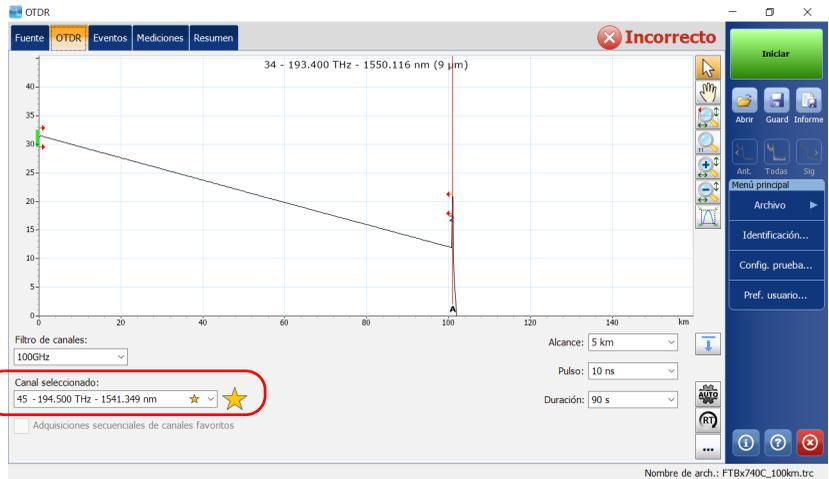 OTDR
Fuente OTDR Eventos Mediciones Resumen
Incorrecto
34 - 193.400 THz - 1550.116 nm (9 µm)
40
35
30
25
20
15
10
5
0
0 20 40 60 80 100 120 140 km
2
A
Filtro de canales:
100GHz
Canal seleccionado:
45 - 194.500 THz - 1541.349 nm
Adquisiciones secuenciales de canales favoritos
Alcance: 5 km
Pulso: 10 ns
Duración: 90 s
AUTO
RT
...
Iniciar
Abrir Guard Informe
Ant. Todas Sig
Menú principal
Archivo
Identificación...
Config. prueba...
Pref. usuario...
Nombre de arch.: FTBx740C_100km.trc